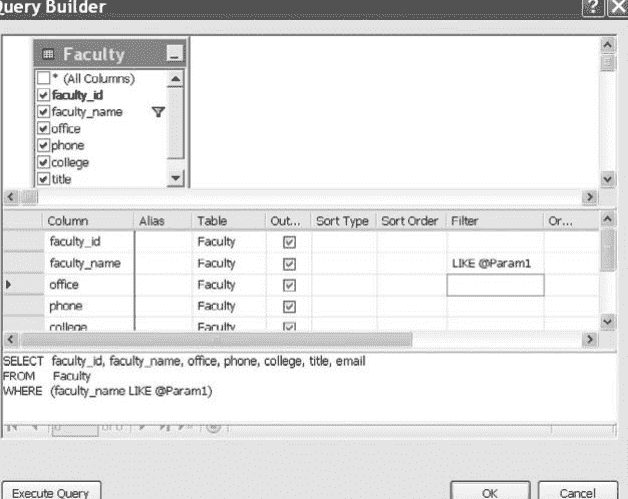 Query Builder
Faculty
* (All Columns)
faculty_id
faculty_name
office
phone
college
title
Column Alias Table Out... Sort Type Sort Order Filter Or...
faculty_id Faculty
faculty_name Faculty LIKE @Param1
office Faculty
phone Faculty
college Faculty
SELECT faculty_id, faculty_name, office, phone, college, title, email
FROM Faculty
WHERE (faculty_name LIKE @Param1)
Execute Query OK Cancel